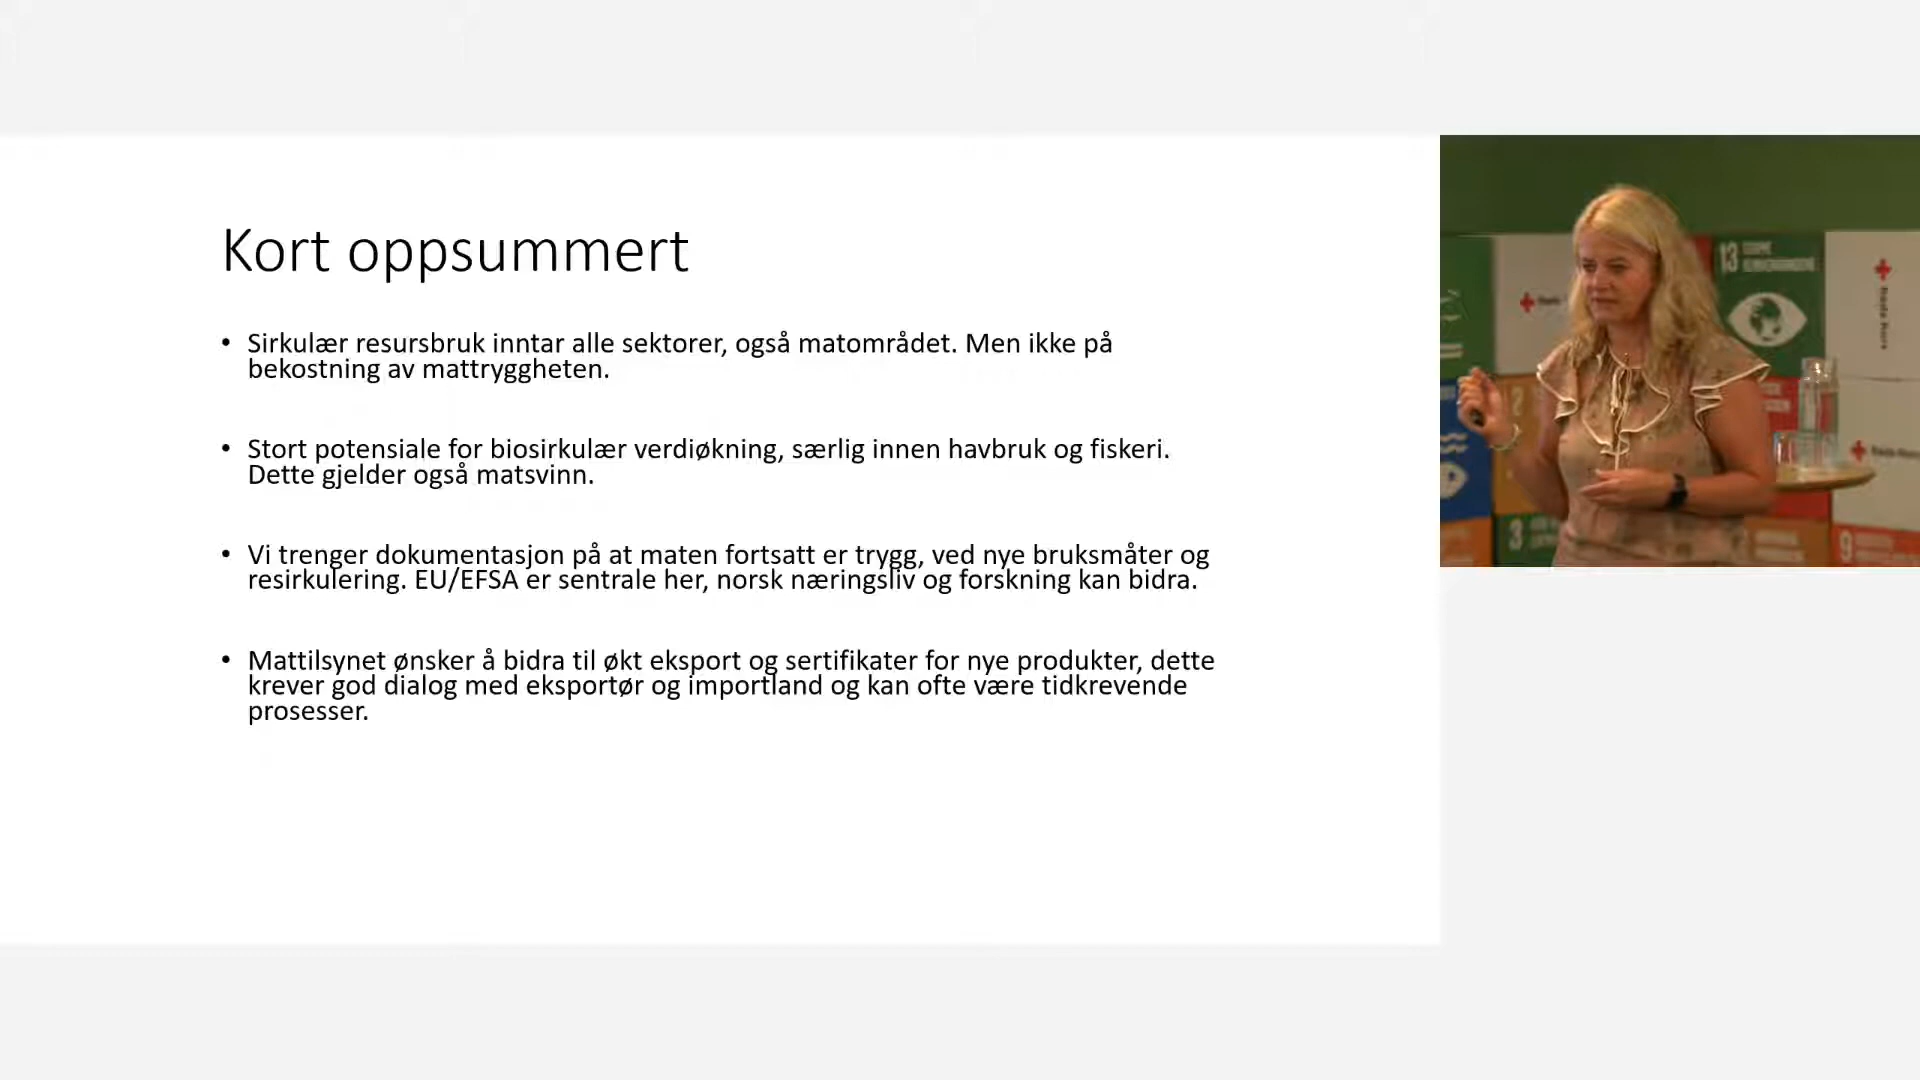 Kort oppsummert
• Sirkulær resursbruk inntar alle sektorer, også matområdet. Men ikke på
bekostning av mattryggheten.
• Stort potensiale for biosirkulær verdiøkning, særlig innen havbruk og fiskeri.
Dette gjelder også matsvinn.
• Vi trenger dokumentasjon på at maten fortsatt er trygg, ved nye bruksmåter og
resirkulering. EU/EFSA er sentrale her, norsk næringsliv og forskning kan bidra.
• Mattilsynet ønsker å bidra til økt eksport og sertifikater for nye produkter, dette
krever god dialog med eksportør og importland og kan ofte være tidkrevende
prosesser.
13
3
9